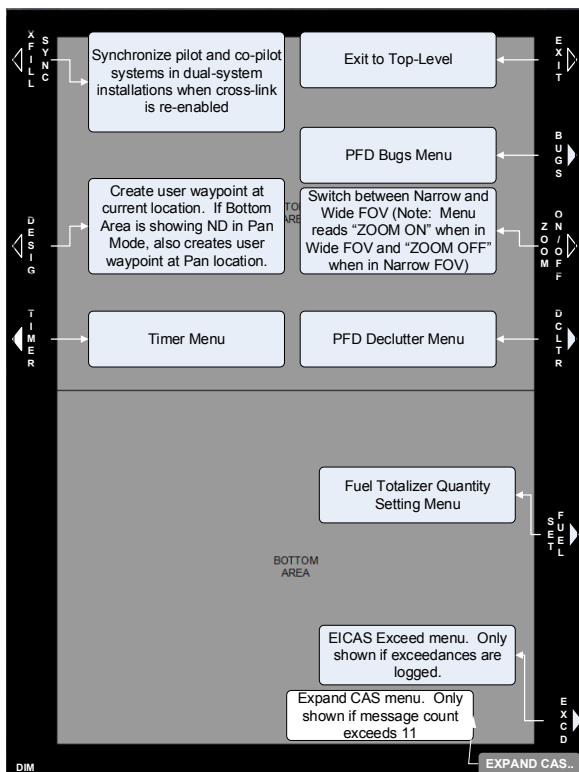 XFILL
SYNC
Synchronize pilot and co-pilot
systems in dual-system
installations when cross-link
is re-enabled
Exit to Top-Level
EXIT
PFD Bugs Menu
BUGS
DESIG
Create user waypoint at
current location. If Bottom
Area is showing ND in Pan
Mode, also creates user
waypoint at Pan location.
Switch between Narrow and
Wide FOV (Note: Menu
reads “ZOOM ON” when in
Wide FOV and “ZOOM OFF”
when in Narrow FOV)
ZOOM
ON/OFF
TIMER
Timer Menu
PFD Declutter Menu
DCLTR
Fuel Totalizer Quantity
Setting Menu
SET
FUEL
BOTTOM
AREA
EICAS Exceed menu. Only
shown if exceedances are
logged.
EXCD
Expand CAS menu. Only
shown if message count
exceeds 11
DIM
EXPAND CAS..